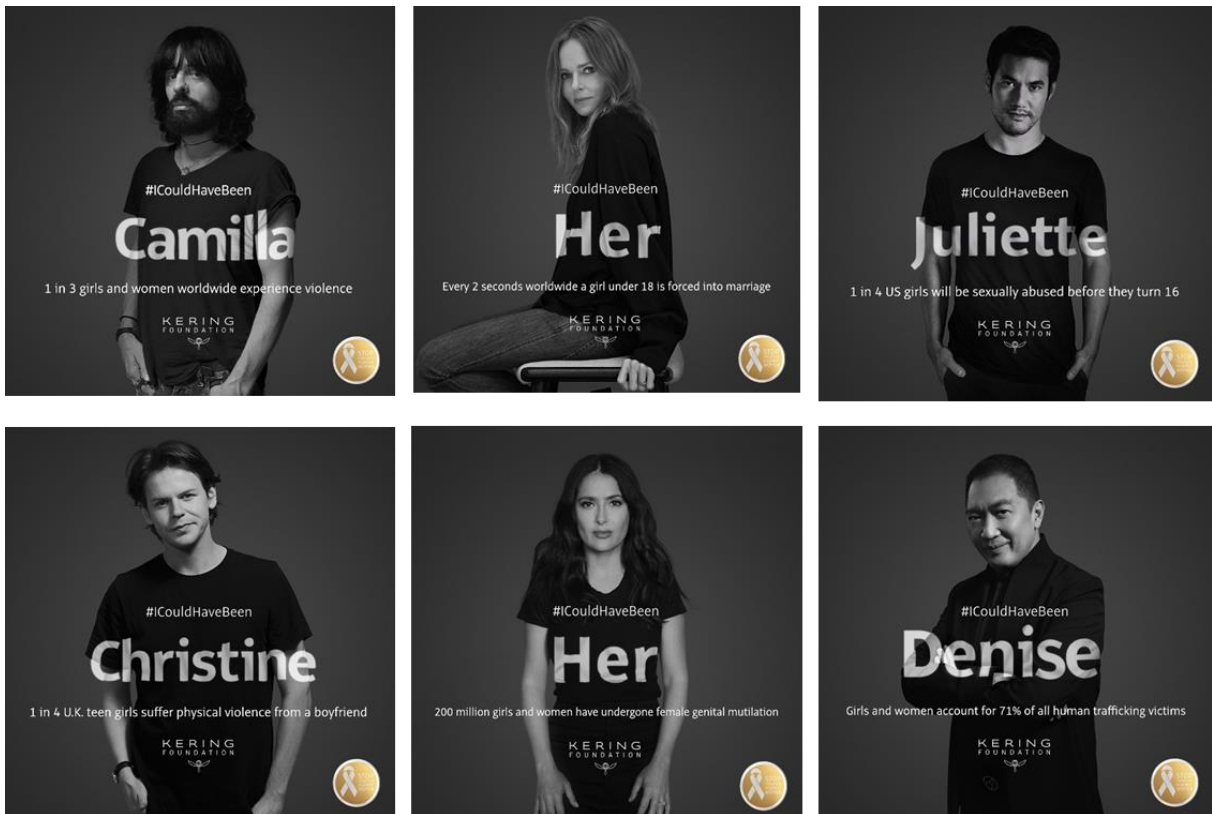 #ICouldHaveBeen
Camilla
1 in 3 girls and women worldwide experience violence
KERING
FOUNDATION
#ICouldHaveBeen
Her
Every 2 seconds worldwide a girl under 18 is forced into marriage
KERING
FOUNDATION
#ICouldHaveBeen
Juliette
1 in 4 US girls will be sexually abused before they turn 16
KERING
FOUNDATION
#ICouldHaveBeen
Christine
1 in 4 U.K. teen girls suffer physical violence from a boyfriend
KERING
FOUNDATION
#ICouldHaveBeen
Her
200 million girls and women have undergone female genital mutilation
KERING
FOUNDATION
#ICouldHaveBeen
Denise
Girls and women account for 71% of all human trafficking victims
KERING
FOUNDATION